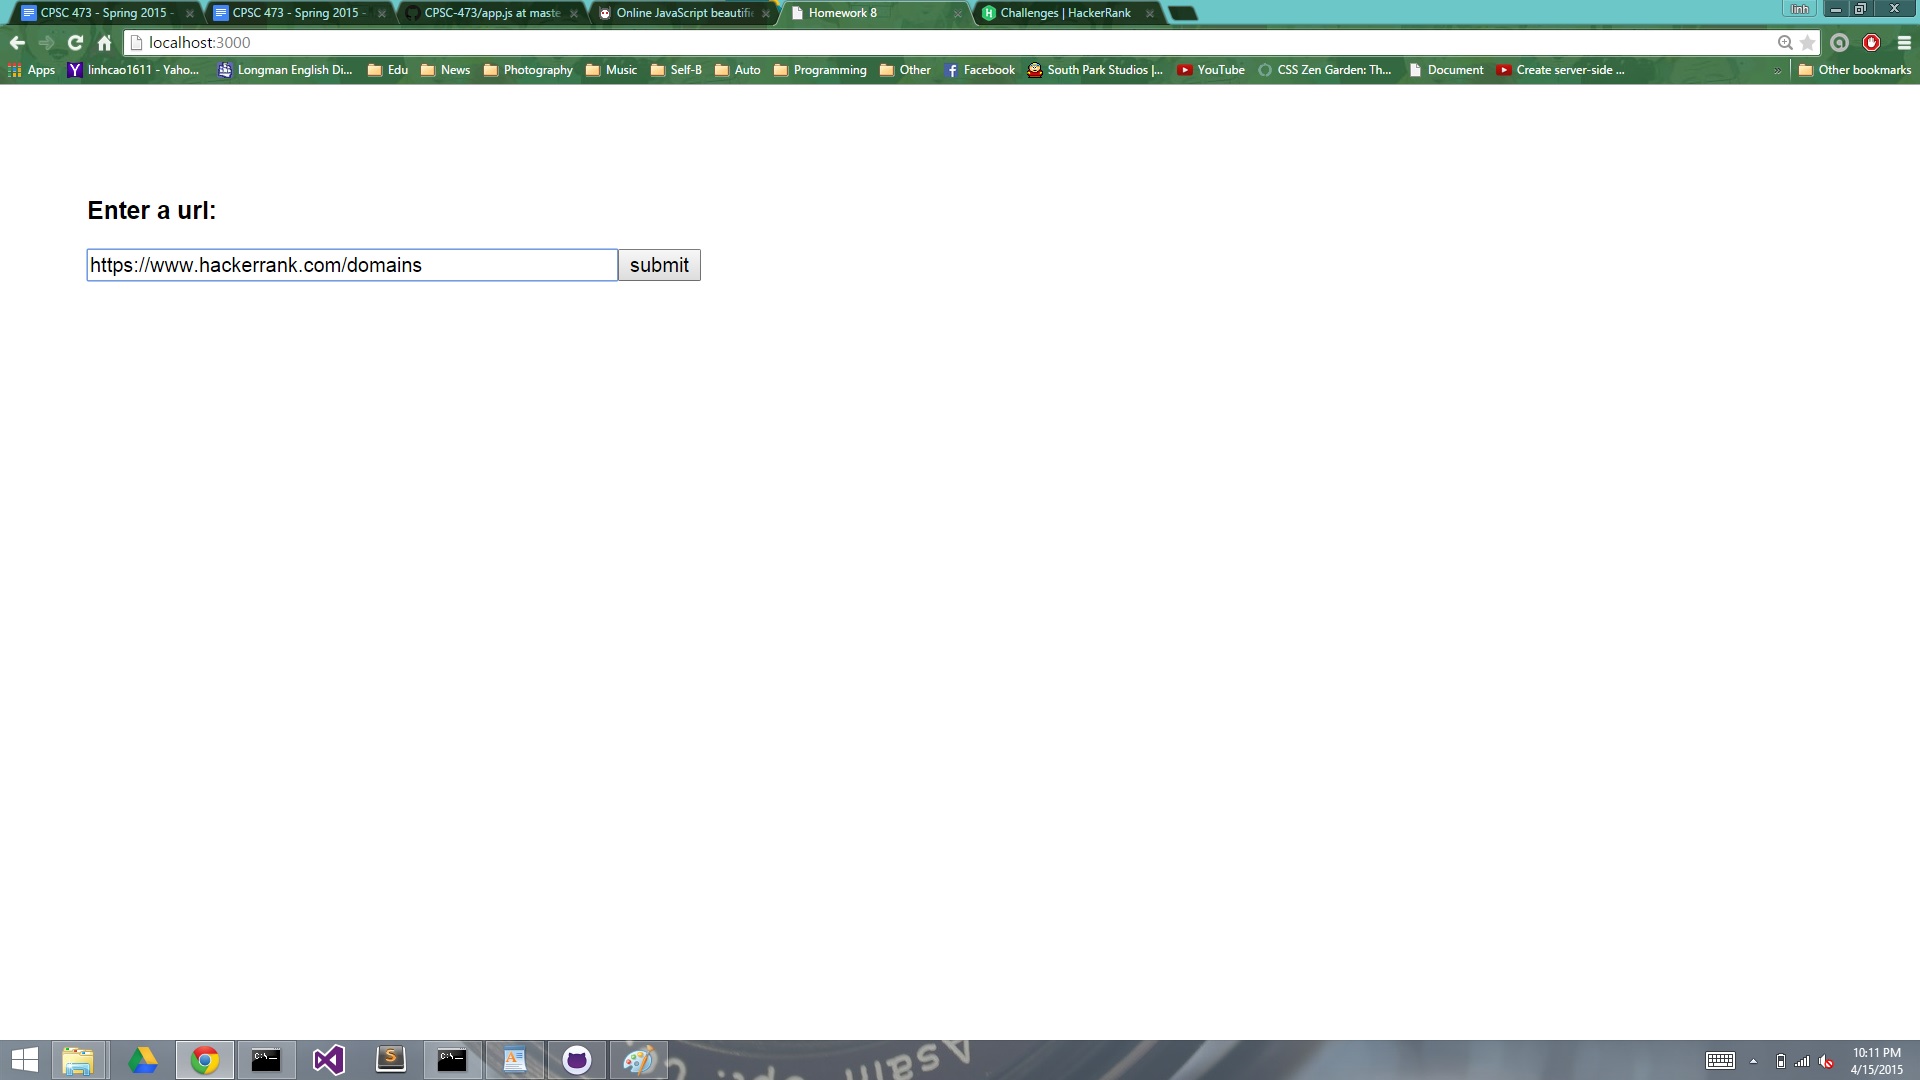 CPSC 473 - Spring 2015 - CPSC 473 - Spring 2015 - CPSC-473/app.js at maste Online JavaScript beautifi Homework 8 Challenges | HackerRank linh
localhost:3000
Apps linhcao1611 - Yaho... Longman English Di... Edu News Photography Music Self-B Auto Programming Other Facebook South Park Studios |... YouTube CSS Zen Garden: Th... Document Create server-side ... » Other bookmarks
Enter a url:
https://www.hackerrank.com/domains submit
10:11 PM
4/15/2015